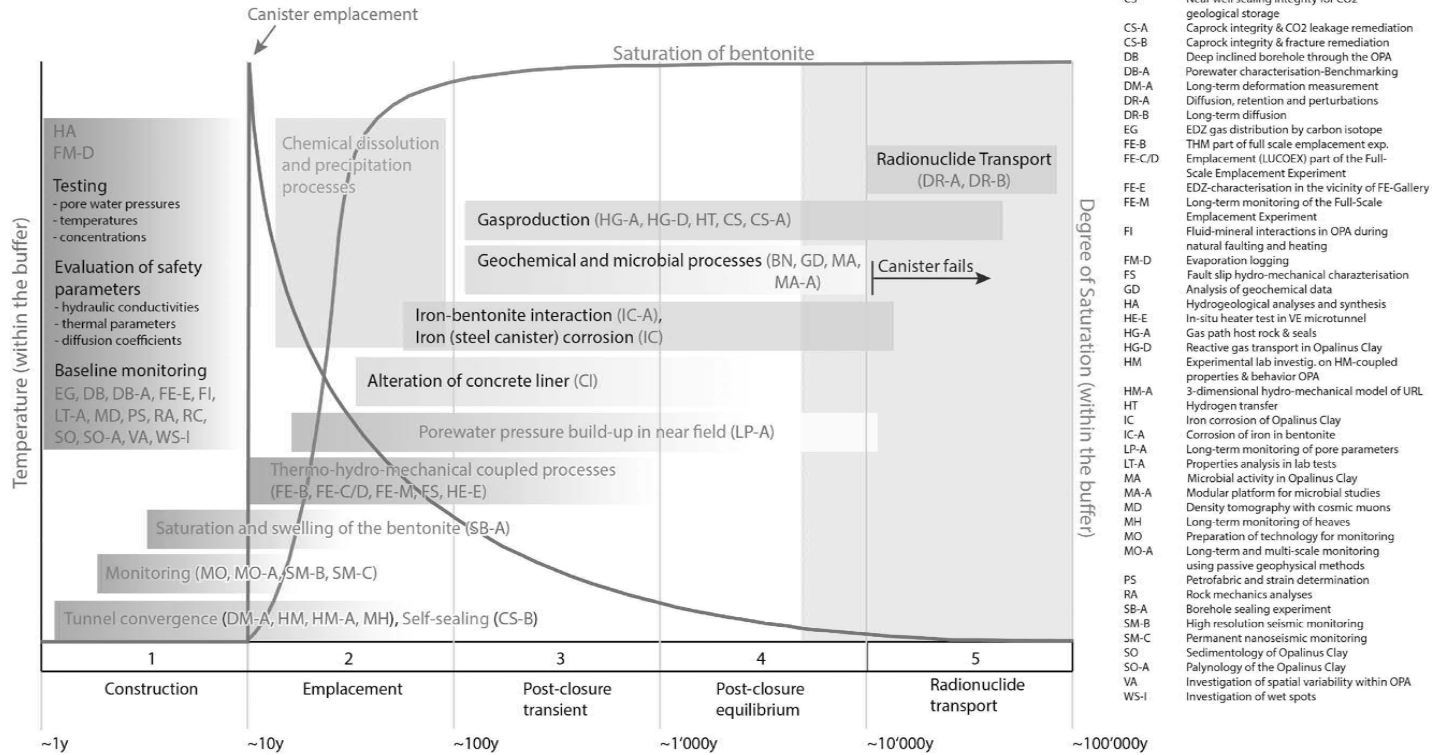 Canister emplacement
Saturation of bentonite
Temperature (within the buffer)
Degree of Saturation (within the buffer)
HA
FM-D
Testing
- pore water pressures
- temperatures
- concentrations
Evaluation of safety
parameters
- hydraulic conductivities
- thermal parameters
- diffusion coefficients
Baseline monitoring
EG, DB, DB-A, FE-E, FI,
LT-A, MD, PS, RA, RC,
SO, SO-A, VA, WS-I
Chemical dissolution
and precipitation
processes
Radionuclide Transport
(DR-A, DR-B)
Gasproduction (HG-A, HG-D, HT, CS, CS-A)
Geochemical and microbial processes (BN, GD, MA,
MA-A)
Canister fails
Iron-bentonite interaction (IC-A),
Iron (steel canister) corrosion (IC)
Alteration of concrete liner (CI)
Porewater pressure build-up in near field (LP-A)
Thermo-hydro-mechanical coupled processes
(FE-B, FE-C/D, FE-M, FS, HE-E)
Saturation and swelling of the bentonite (SB-A)
Monitoring (MO, MO-A, SM-B, SM-C)
Tunnel convergence (DM-A, HM, HM-A, MH), Self-sealing (CS-B)
1 2 3 4 5
Construction
Emplacement
Post-closure
transient
Post-closure
equilibrium
Radionuclide
transport
~1y ~10y ~100y ~1'000y ~10'000y ~100'000y
CS Near well sealing integrity for CO2
geological storage
CS-A Caprock integrity & CO2 leakage remediation
CS-B Caprock integrity & fracture remediation
DB Deep inclined borehole through the OPA
DB-A Porewater characterisation-Benchmarking
DM-A Long-term deformation measurement
DR-A Diffusion, retention and perturbations
DR-B Long-term diffusion
EG EDZ gas distribution by carbon isotope
FE-B THM part of full scale emplacement exp.
FE-C/D Emplacement (LUCOEX) part of the Full-
Scale Emplacement Experiment
FE-E EDZ-characterisation in the vicinity of FE-Gallery
FE-M Long-term monitoring of the Full-Scale
Emplacement Experiment
FI Fluid-mineral interactions in OPA during
natural faulting and heating
FM-D Evaporation logging
FS Fault slip hydro-mechanical charazterisation
GD Analysis of geochemical data
HA Hydrogeological analyses and synthesis
HE-E In-situ heater test in VE microtunnel
HG-A Gas path host rock & seals
HG-D Reactive gas transport in Opalinus Clay
HM Experimental lab investig. on HM-coupled
properties & behavior OPA
HM-A 3-dimensional hydro-mechanical model of URL
HT Hydrogen transfer
IC Iron corrosion of Opalinus Clay
IC-A Corrosion of iron in bentonite
LP-A Long-term monitoring of pore parameters
LT-A Properties analysis in lab tests
MA Microbial activity in Opalinus Clay
MA-A Modular platform for microbial studies
MD Density tomography with cosmic muons
MH Long-term monitoring of heaves
MO Preparation of technology for monitoring
MO-A Long-term and multi-scale monitoring
using passive geophysical methods
PS Petrofabric and strain determination
RA Rock mechanics analyses
SB-A Borehole sealing experiment
SM-B High resolution seismic monitoring
SM-C Permanent nanoseismic monitoring
SO Sedimentology of Opalinus Clay
SO-A Palynology of the Opalinus Clay
VA Investigation of spatial variability within OPA
WS-I Investigation of wet spots